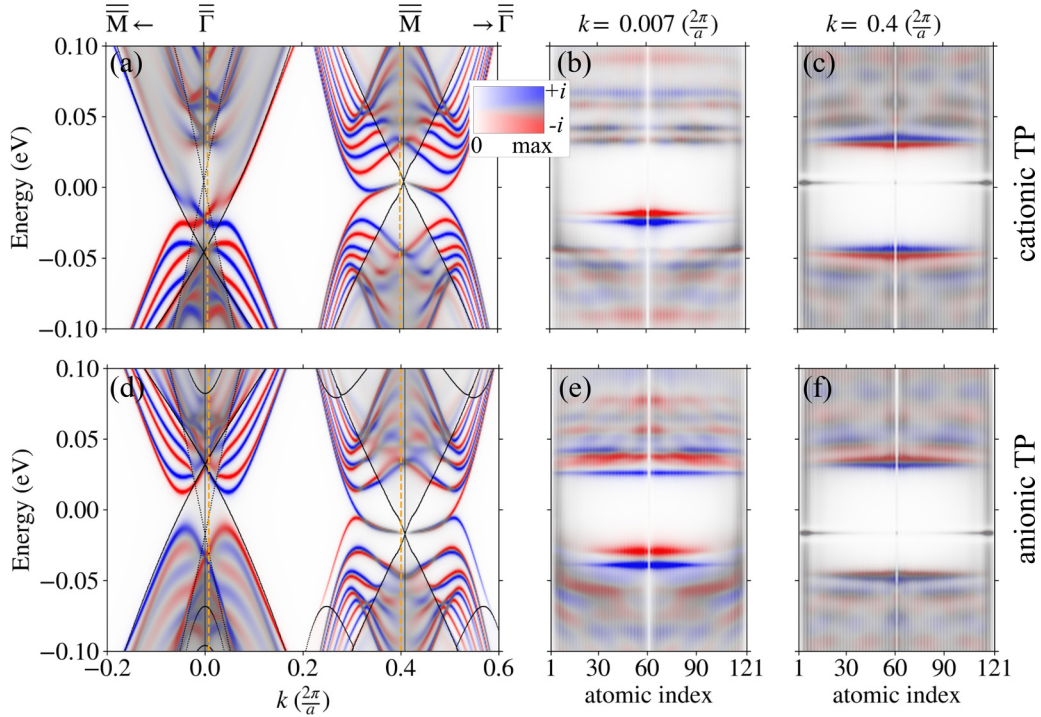 M̿ ← Γ̿ M̿ → Γ̿ k = 0.007 (2π/a) k = 0.4 (2π/a)
(a) (b) (c)
0.10
0.05
0.00
−0.05
−0.10
Energy (eV)
+i
-i
0 max
cationic TP
(d) (e) (f)
0.10
0.05
0.00
−0.05
−0.10
Energy (eV)
anionic TP
−0.2 0.0 0.2 0.4 0.6 1 30 60 90 121 1 30 60 90 121
k (2π/a) atomic index atomic index